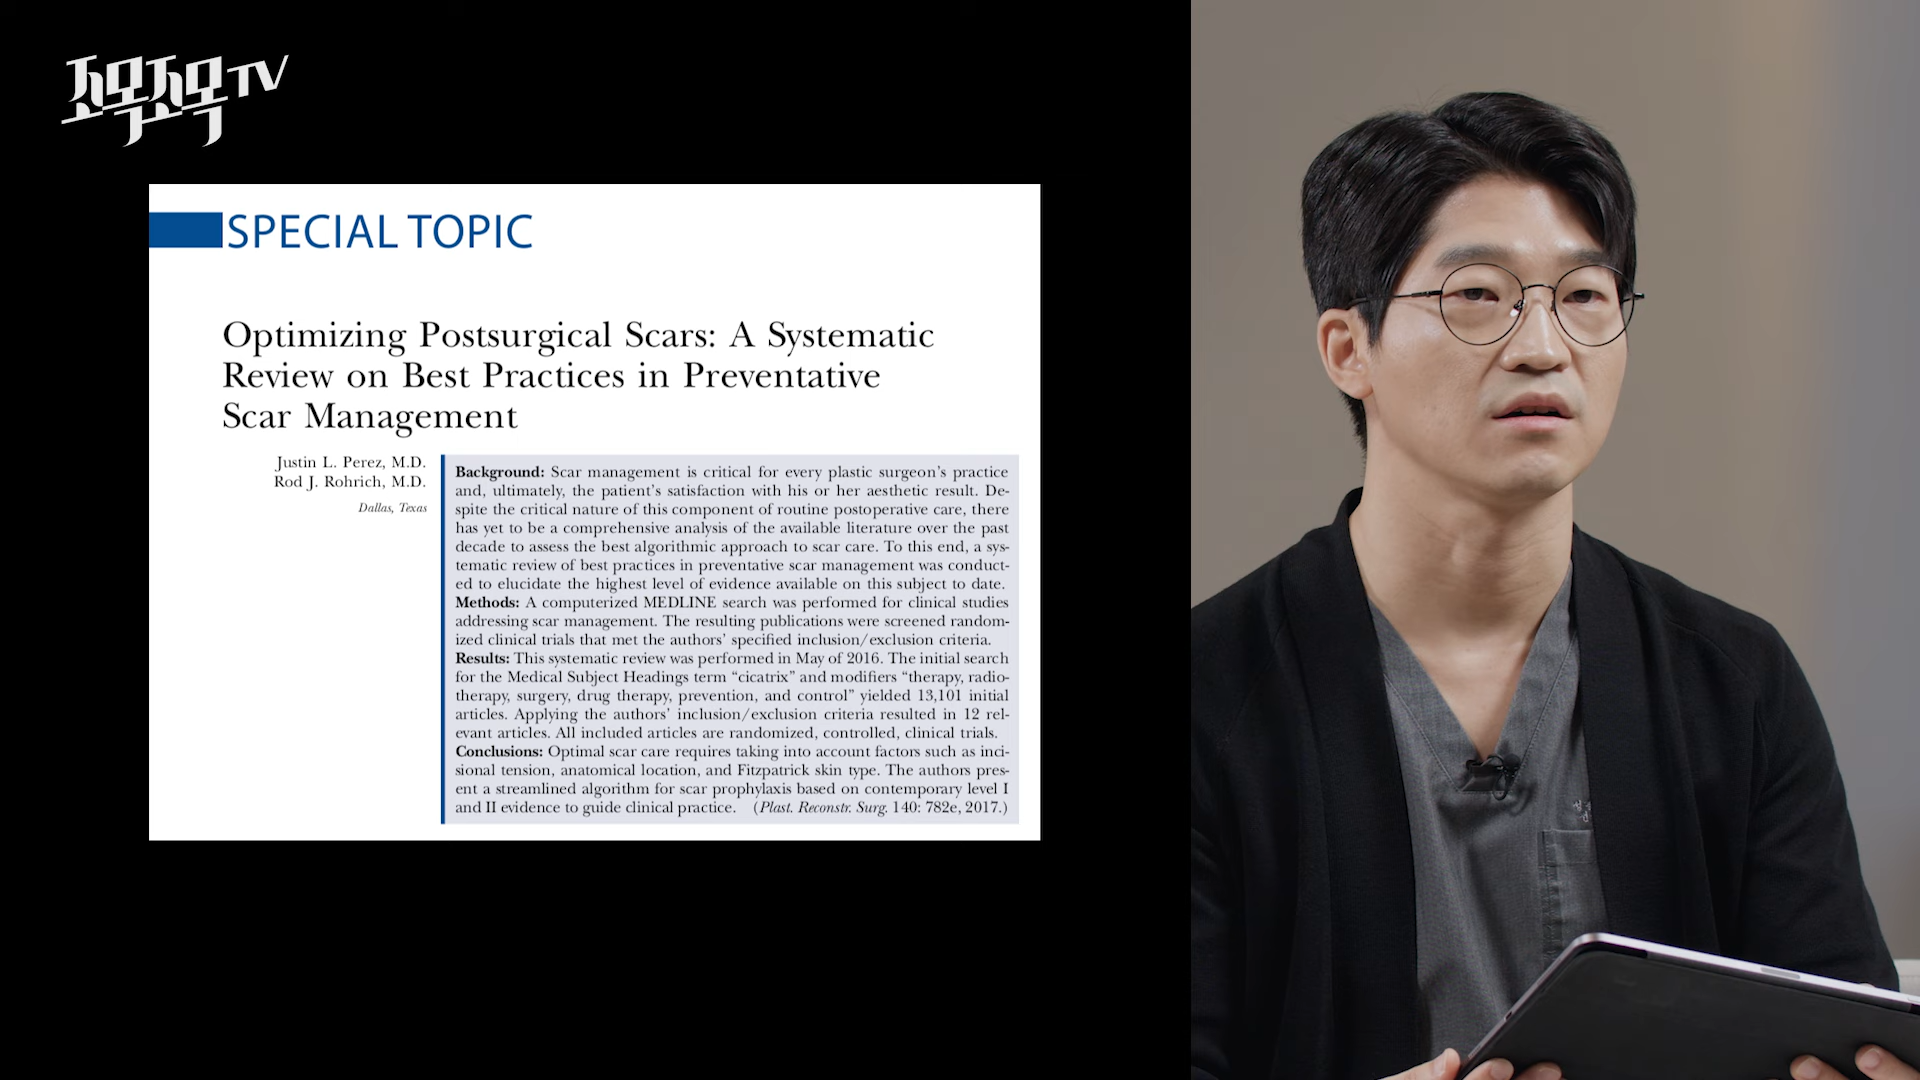 조목조목TV
SPECIAL TOPIC
Optimizing Postsurgical Scars: A Systematic
Review on Best Practices in Preventative
Scar Management
Justin L. Perez, M.D.
Rod J. Rohrich, M.D.
Dallas, Texas
Background: Scar management is critical for every plastic surgeon’s practice
and, ultimately, the patient’s satisfaction with his or her aesthetic result. De-
spite the critical nature of this component of routine postoperative care, there
has yet to be a comprehensive analysis of the available literature over the past
decade to assess the best algorithmic approach to scar care. To this end, a sys-
tematic review of best practices in preventative scar management was conduct-
ed to elucidate the highest level of evidence available on this subject to date.
Methods: A computerized MEDLINE search was performed for clinical studies
addressing scar management. The resulting publications were screened random-
ized clinical trials that met the authors’ specified inclusion/exclusion criteria.
Results: This systematic review was performed in May of 2016. The initial search
for the Medical Subject Headings term “cicatrix” and modifiers “therapy, radio-
therapy, surgery, drug therapy, prevention, and control” yielded 13,101 initial
articles. Applying the authors’ inclusion/exclusion criteria resulted in 12 rel-
evant articles. All included articles are randomized, controlled, clinical trials.
Conclusions: Optimal scar care requires taking into account factors such as inci-
sional tension, anatomical location, and Fitzpatrick skin type. The authors pres-
ent a streamlined algorithm for scar prophylaxis based on contemporary level I
and II evidence to guide clinical practice. (Plast. Reconstr. Surg. 140: 782e, 2017.)